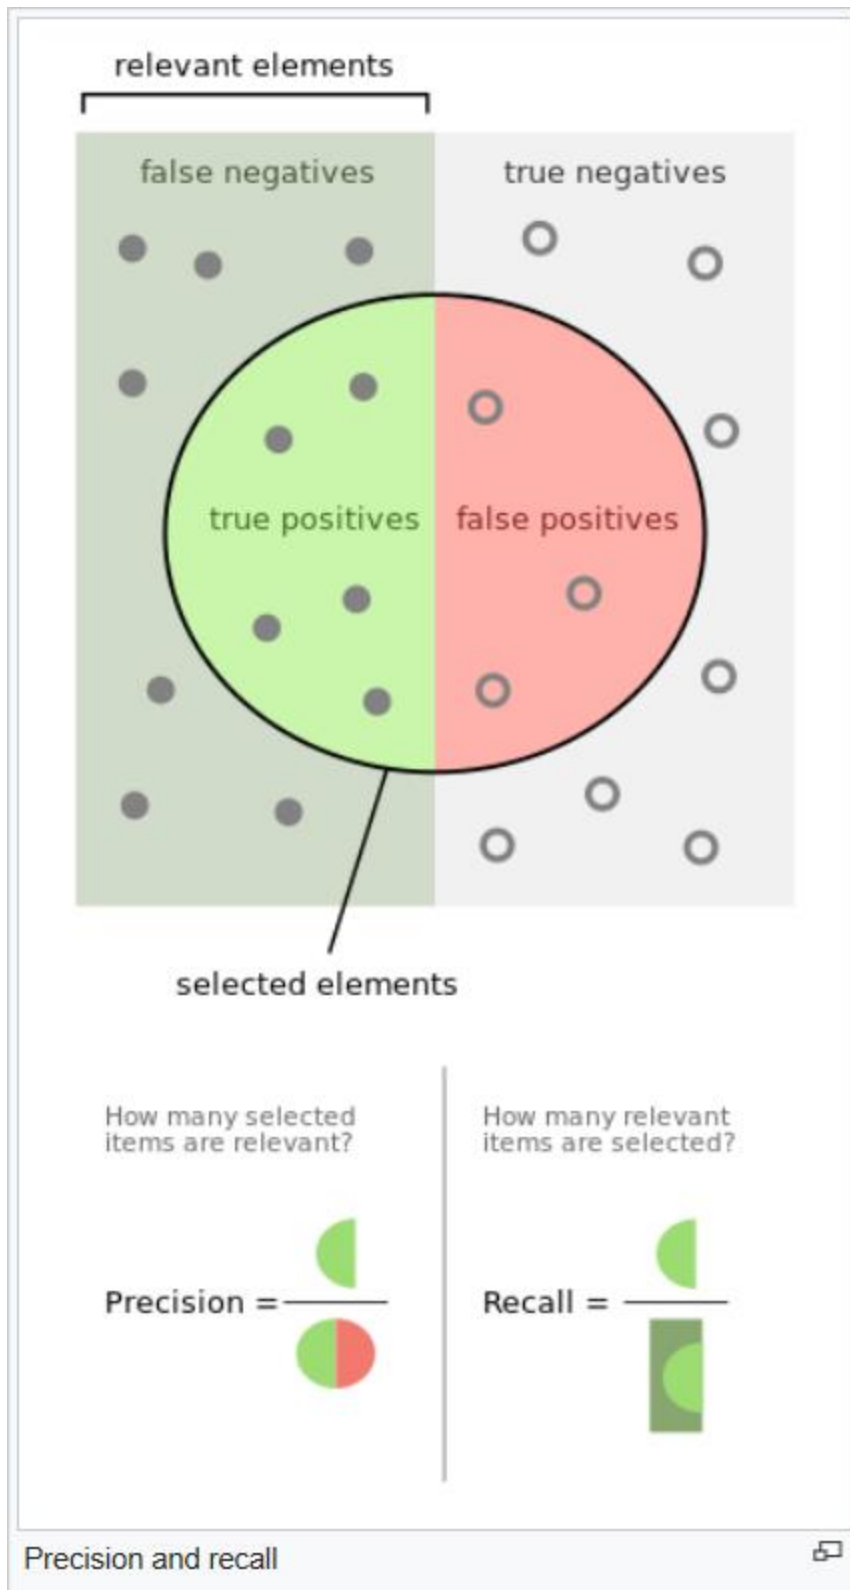 relevant elements
false negatives
true negatives
true positives
false positives
selected elements
How many selected
items are relevant?
Precision =
How many relevant
items are selected?
Recall =
Precision and recall